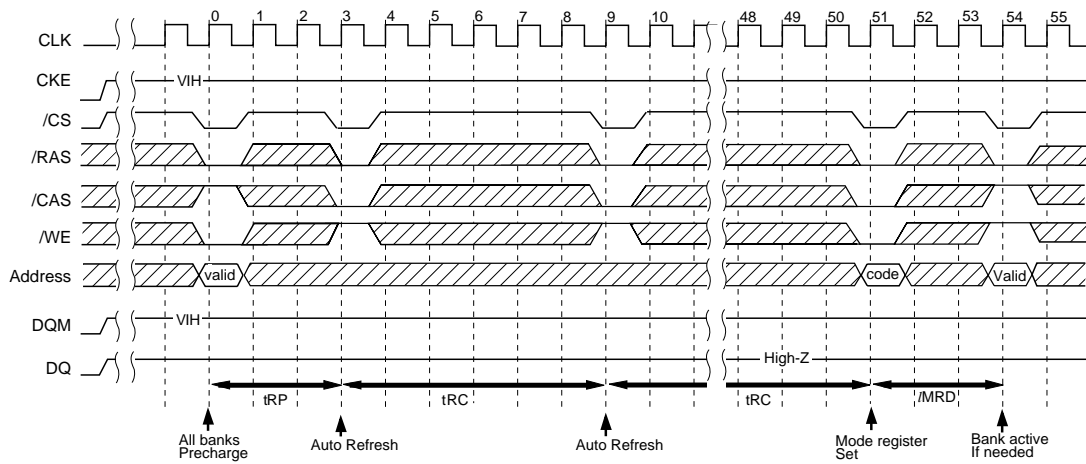 0 1 2 3 4 5 6 7 8 9 10 48 49 50 51 52 53 54 55
CLK
CKE VIH
/CS
/RAS
/CAS
/WE
Address valid code Valid
DQM VIH
DQ High-Z
tRP tRC tRC /MRD
All banks
Precharge
Auto Refresh
Auto Refresh
Mode register
Set
Bank active
If needed